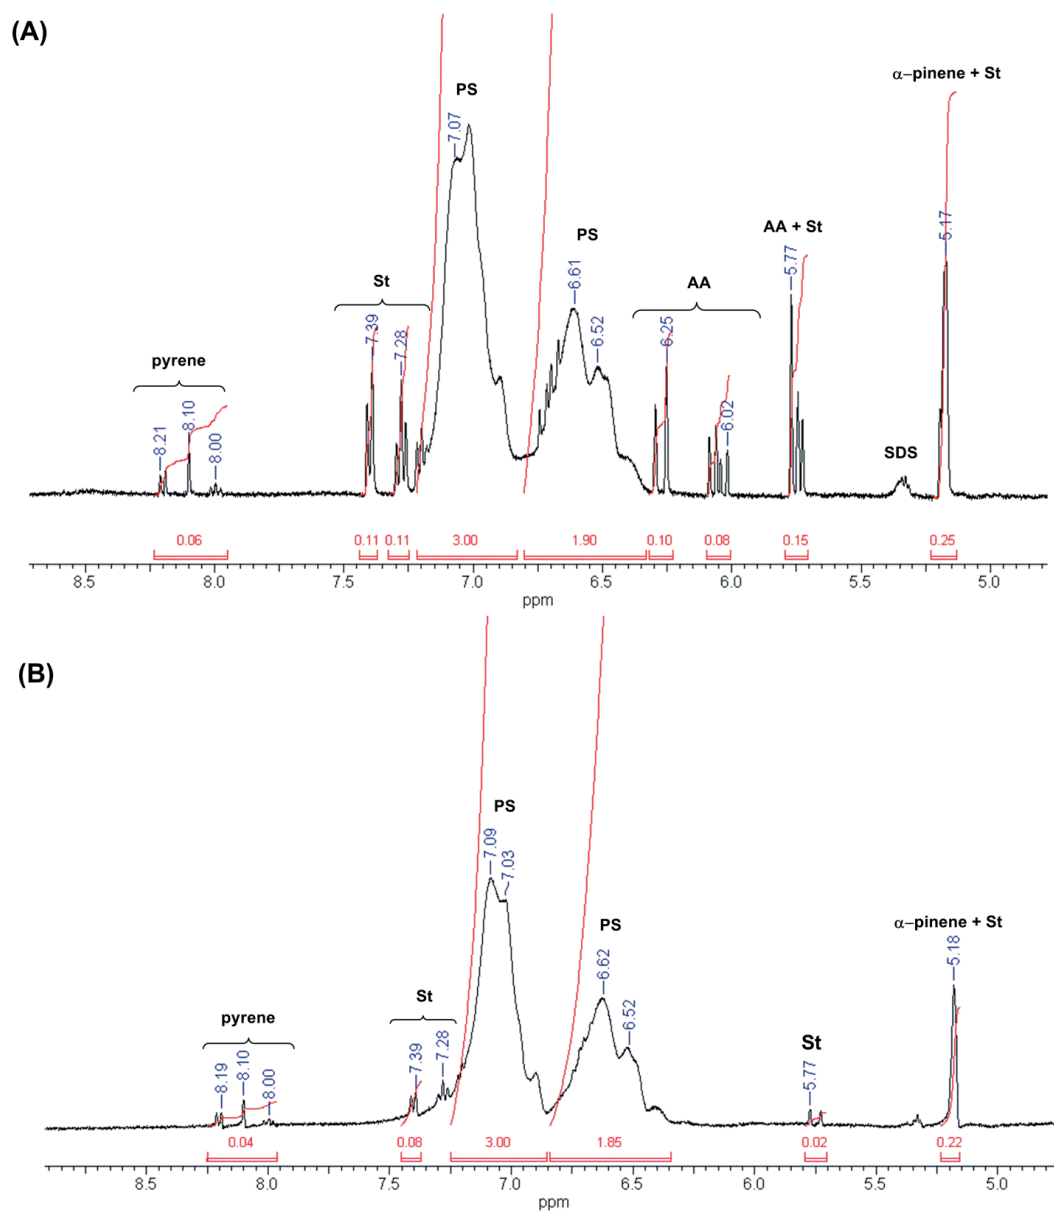 (A)
α−pinene + St
PS
7.07
PS
AA + St
St
AA
5.17
5.77
6.61
7.39
7.28
6.52
6.25
pyrene
8.21
8.10
8.00
6.02
SDS
0.06 0.11 0.11 3.00 1.90 0.10 0.08 0.15 0.25
8.5 8.0 7.5 7.0 6.5 6.0 5.5 5.0
ppm
(B)
PS
7.09
7.03
PS
α−pinene + St
6.62
6.52
5.18
pyrene
St
St
8.19
8.10
8.00
7.39
7.28
5.77
0.04 0.08 3.00 1.85 0.02 0.22
8.5 8.0 7.0 6.5 6.0 5.5 5.0
ppm